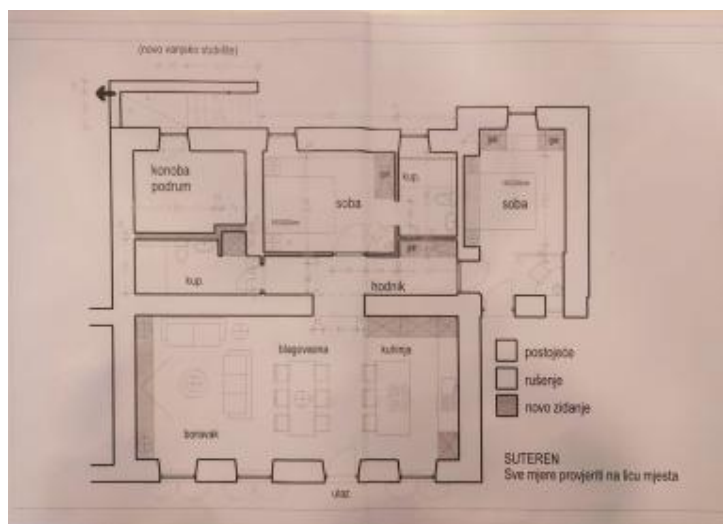 (novo vanjsko stubište)
konoba
podrum
soba
kup.
soba
kup.
hodnik
blagovaona
kuhinja
boravak
ulaz
postojeće
rušenje
novo zidanje
SUTEREN
Sve mjere provjeriti na licu mjesta